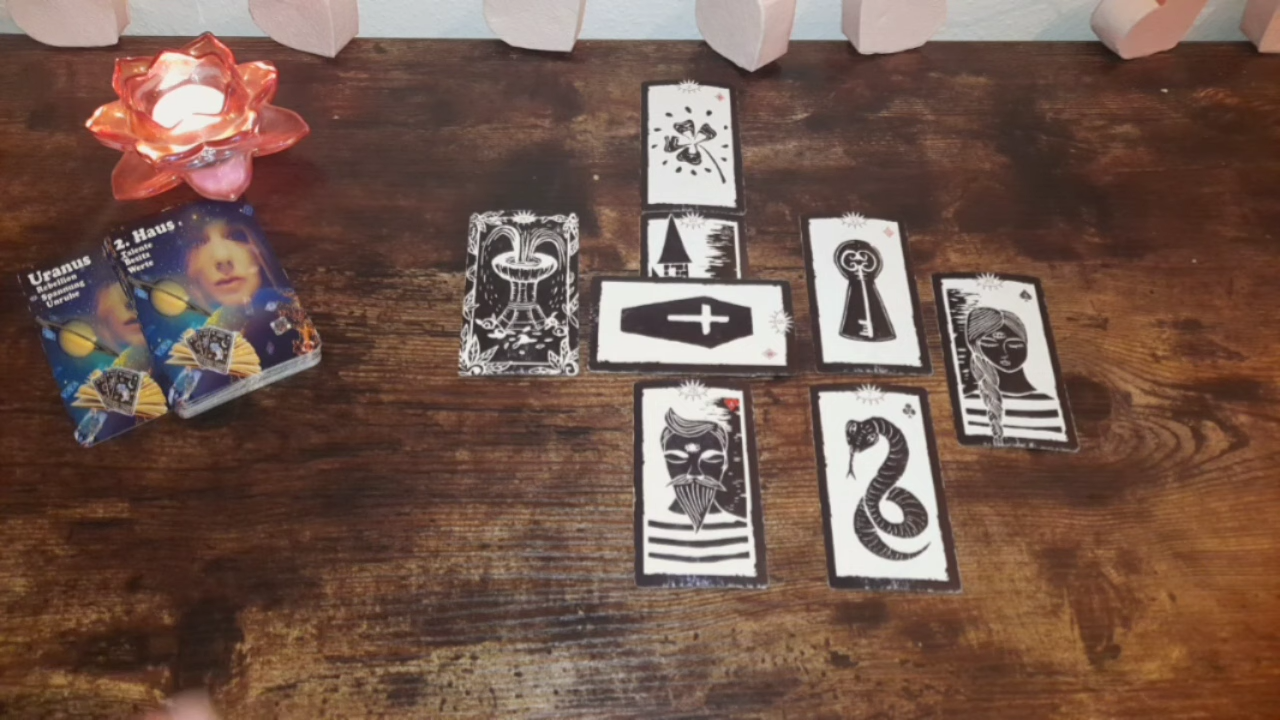 Uranus
Rebellion
Spannung
Unruhe
2. Haus
Talente
Besitz
Werte